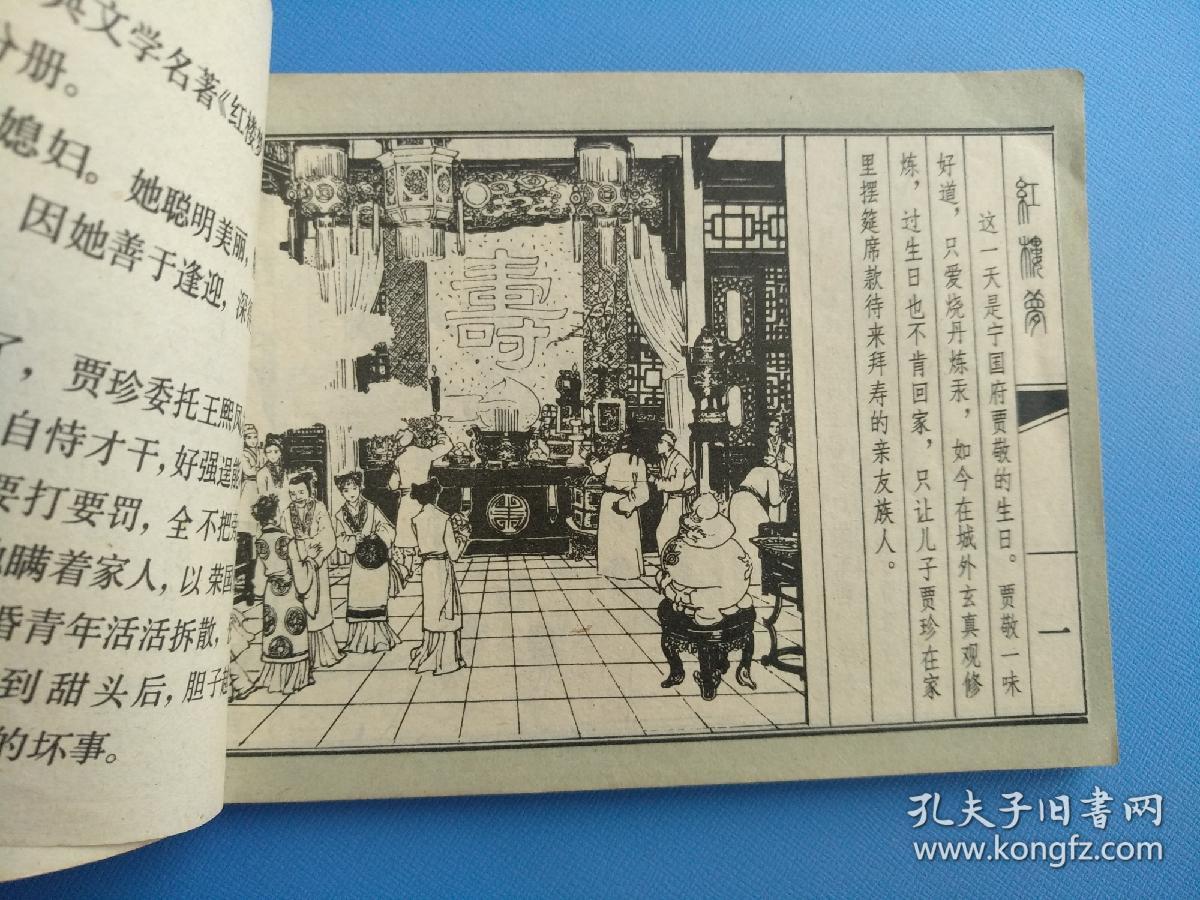 典文学名著《红楼梦
分册。
媳妇。她聪明美丽,
因她善于逢迎,深
了,贾珍委托王熙凤
自恃才干,好强逞能
要打要罚,全不把
瞒着家人,以荣国
昏青年活活拆散,
到甜头后,胆子
的坏事。
壽
紅樓夢
一
这一天是宁国府贾敬的生日。贾敬一味
好道,只爱烧丹炼汞,如今在城外玄真观修
炼,过生日也不肯回家,只让儿子贾珍在家
里摆筵席款待来拜寿的亲友族人。
孔夫子旧書网
www.kongfz.com